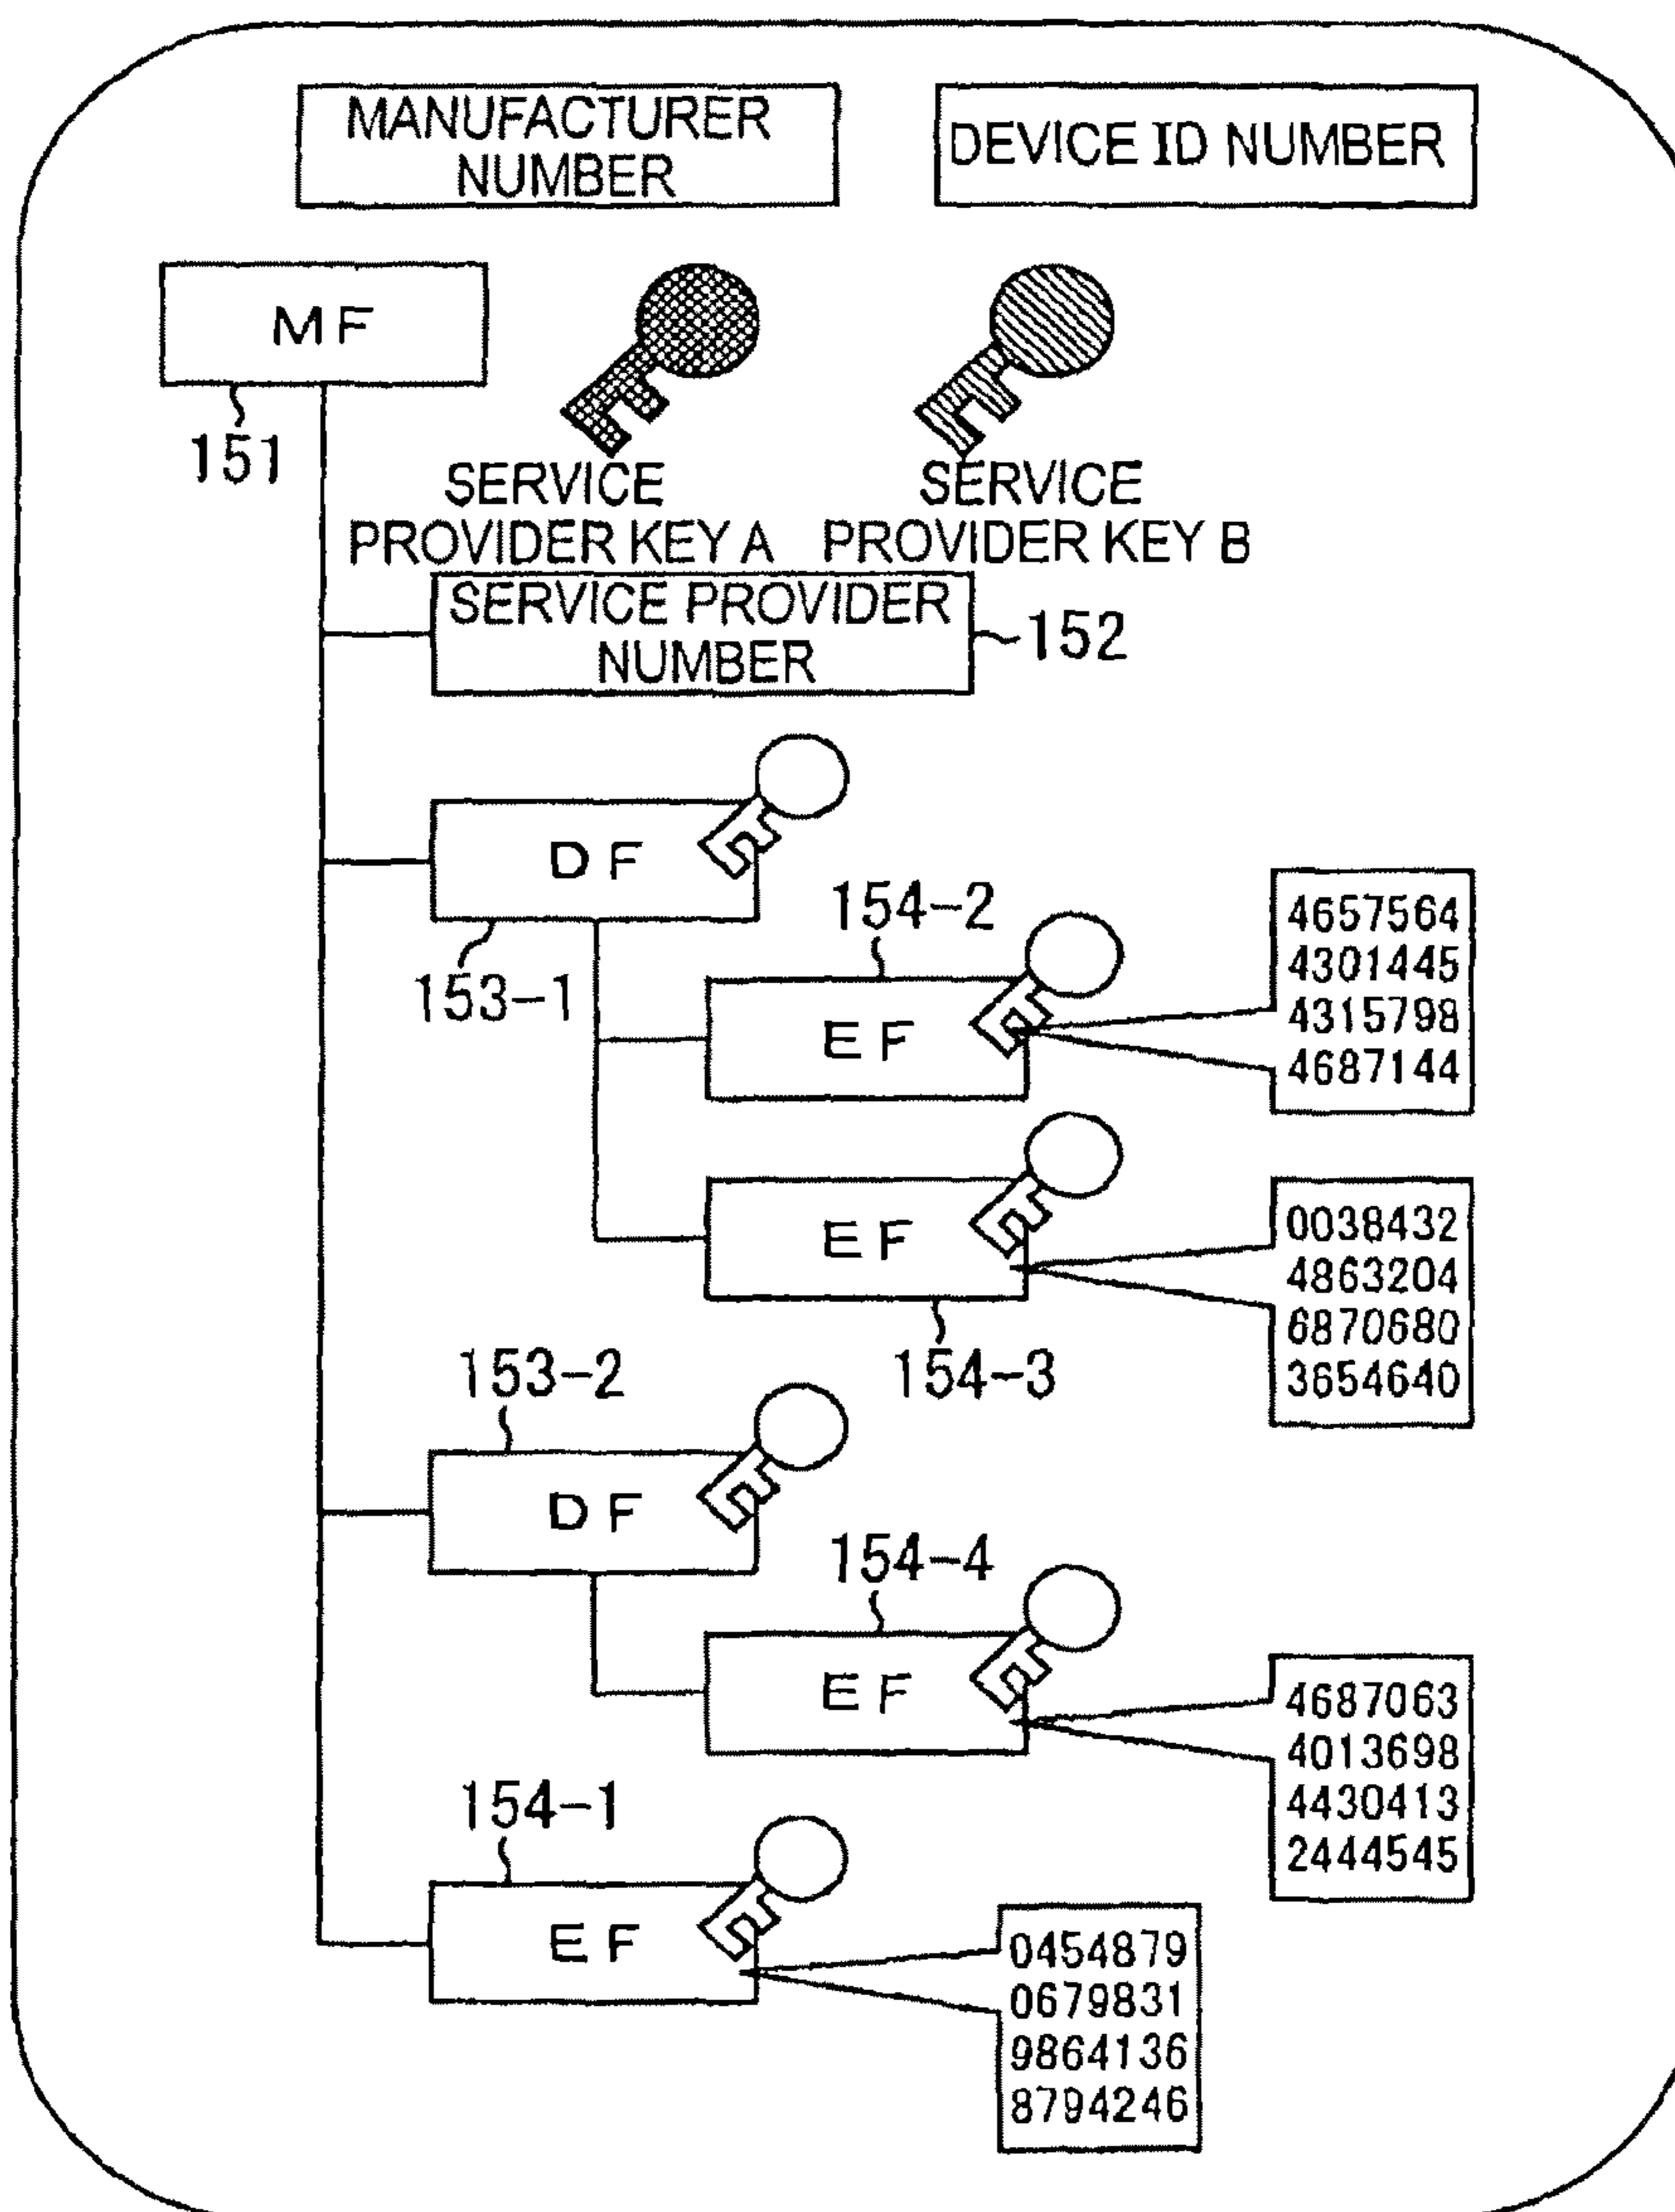 MANUFACTURER
NUMBER
DEVICE ID NUMBER
MF
151
SERVICE
PROVIDER KEY A
SERVICE
PROVIDER KEY B
SERVICE PROVIDER
NUMBER
152
DF
153-1
154-2
EF
4657564
4301445
4315798
4687144
EF
154-3
0038432
4863204
6870680
3654640
153-2
DF
154-4
EF
4687063
4013698
4430413
2444545
154-1
EF
0454879
0679831
9864136
8794246